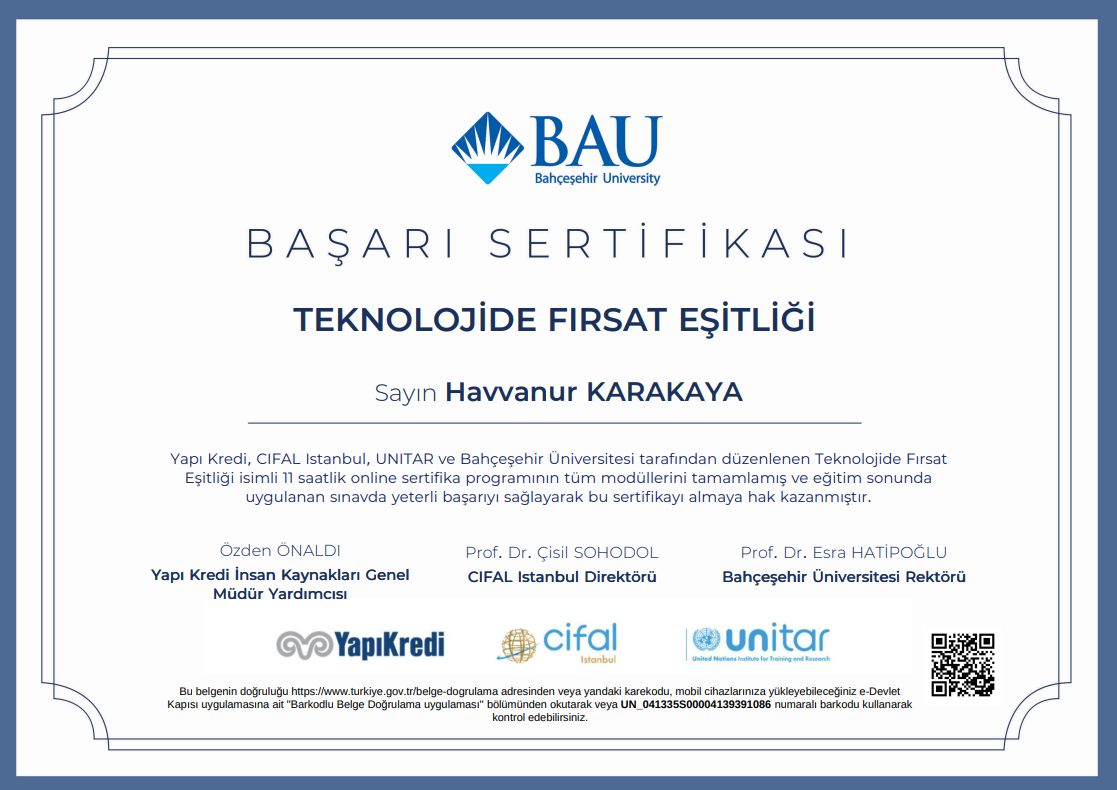 BAU
Bahçeşehir University
BAŞARI SERTİFİKASI
TEKNOLOJİDE FIRSAT EŞİTLİĞİ
Sayın Havvanur KARAKAYA
Yapı Kredi, CIFAL Istanbul, UNITAR ve Bahçeşehir Üniversitesi tarafından düzenlenen Teknolojide Fırsat
Eşitliği isimli 11 saatlik online sertifika programının tüm modüllerini tamamlamış ve eğitim sonunda
uygulanan sınavda yeterli başarıyı sağlayarak bu sertifikayı almaya hak kazanmıştır.
Özden ÖNALDI
Yapı Kredi İnsan Kaynakları Genel
Müdür Yardımcısı
Prof. Dr. Çisil SOHODOL
CIFAL Istanbul Direktörü
Prof. Dr. Esra HATİPOĞLU
Bahçeşehir Üniversitesi Rektörü
YapıKredi
cifal
Istanbul
unitar
United Nations Institute for Training and Research
Bu belgenin doğruluğu https://www.turkiye.gov.tr/belge-dogrulama adresinden veya yandaki karekodu, mobil cihazlarınıza yükleyebileceğiniz e-Devlet
Kapısı uygulamasına ait "Barkodlu Belge Doğrulama uygulaması" bölümünden okutarak veya UN_041335S00004139391086 numaralı barkodu kullanarak
kontrol edebilirsiniz.